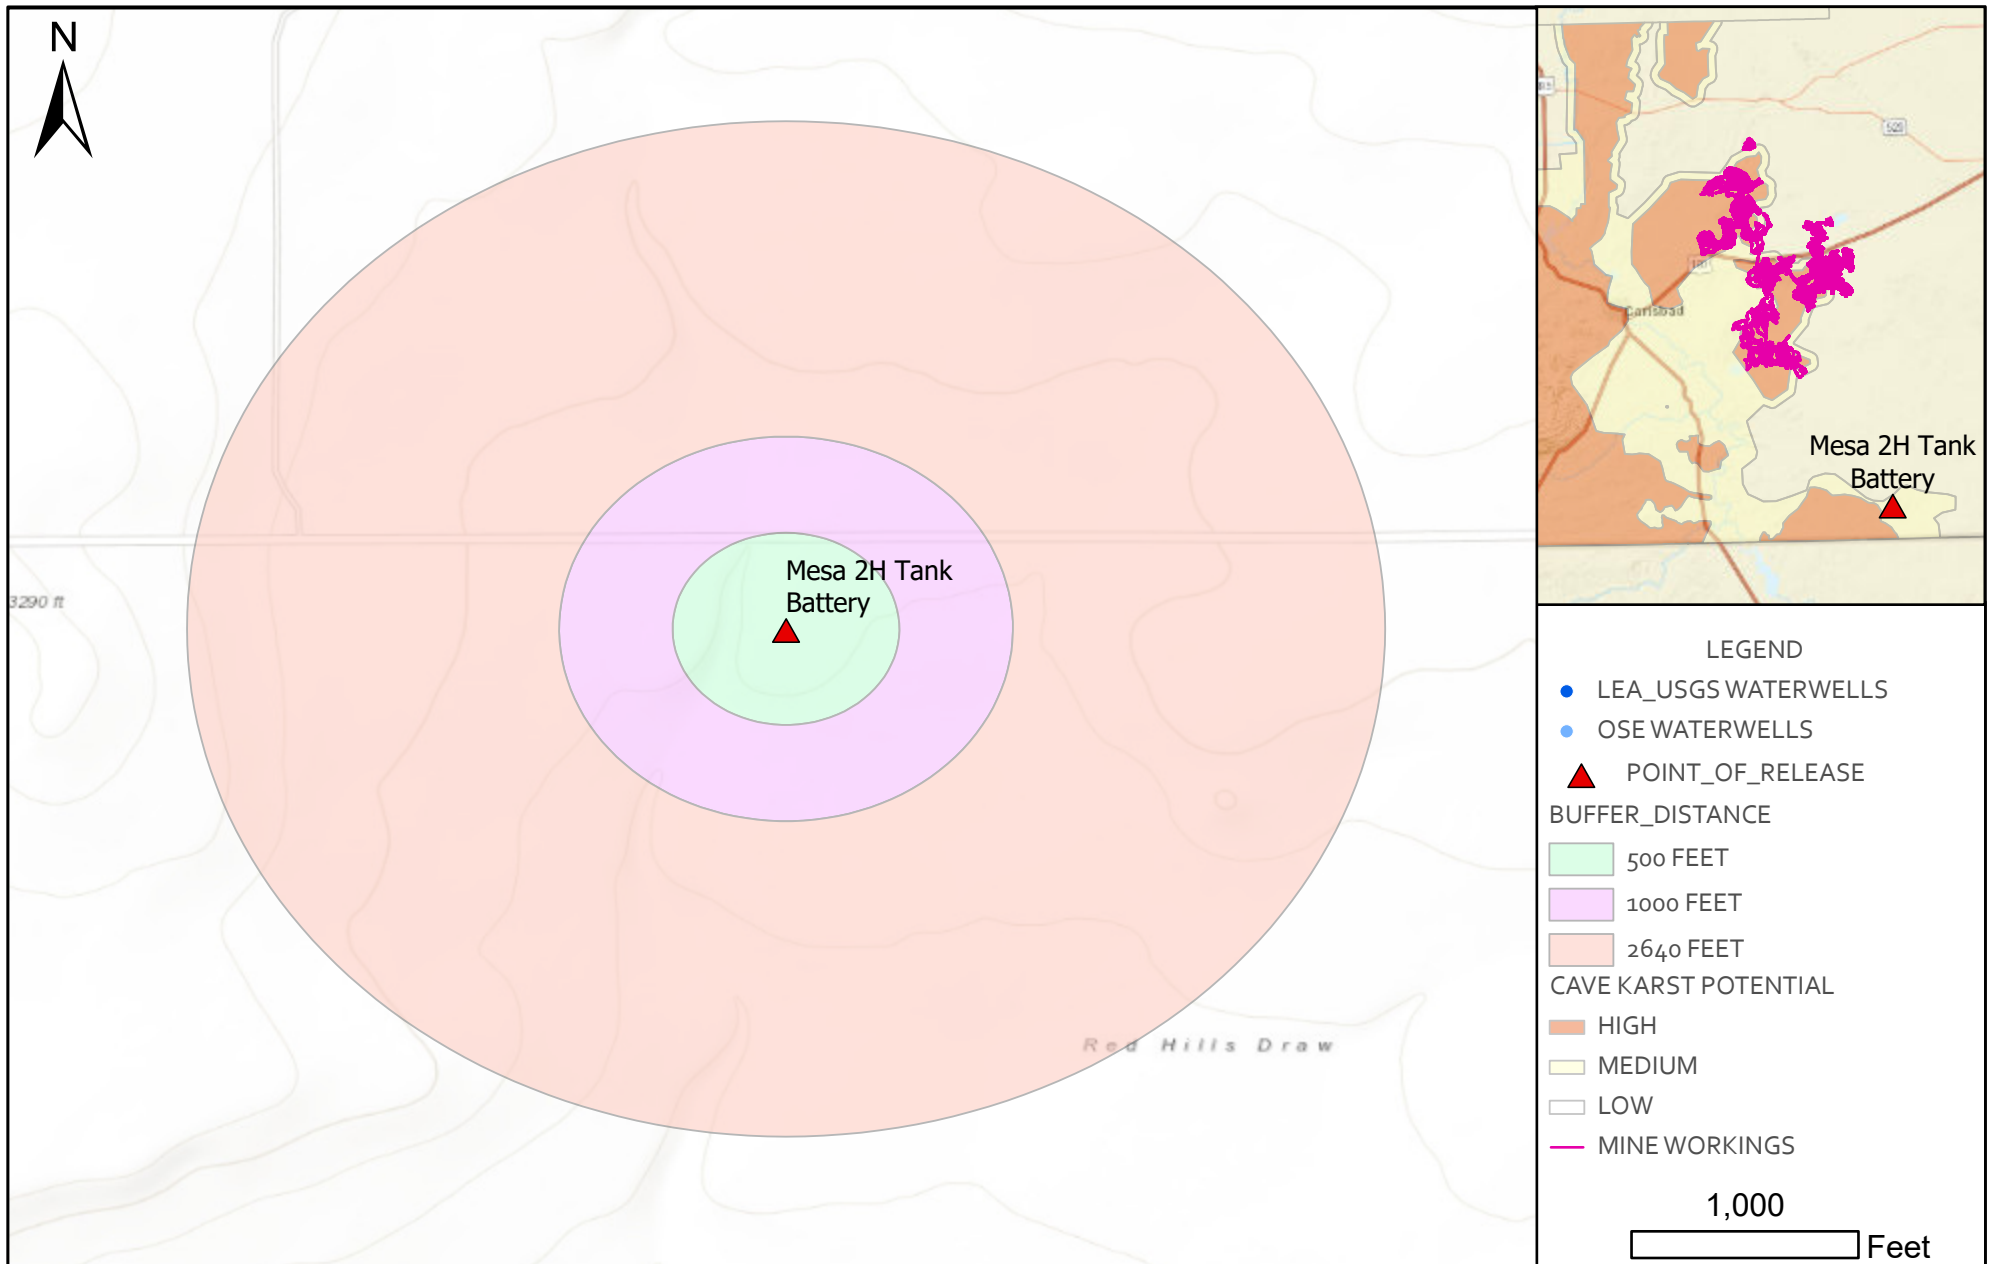 N
Mesa 2H Tank
Battery
3290 ft
Red Hills Draw
529
180
Carlsbad
Mesa 2H Tank
Battery
LEGEND
LEA_USGS WATERWELLS
OSE WATERWELLS
POINT_OF_RELEASE
BUFFER_DISTANCE
500 FEET
1000 FEET
2640 FEET
CAVE KARST POTENTIAL
HIGH
MEDIUM
LOW
MINE WORKINGS
1,000
Feet